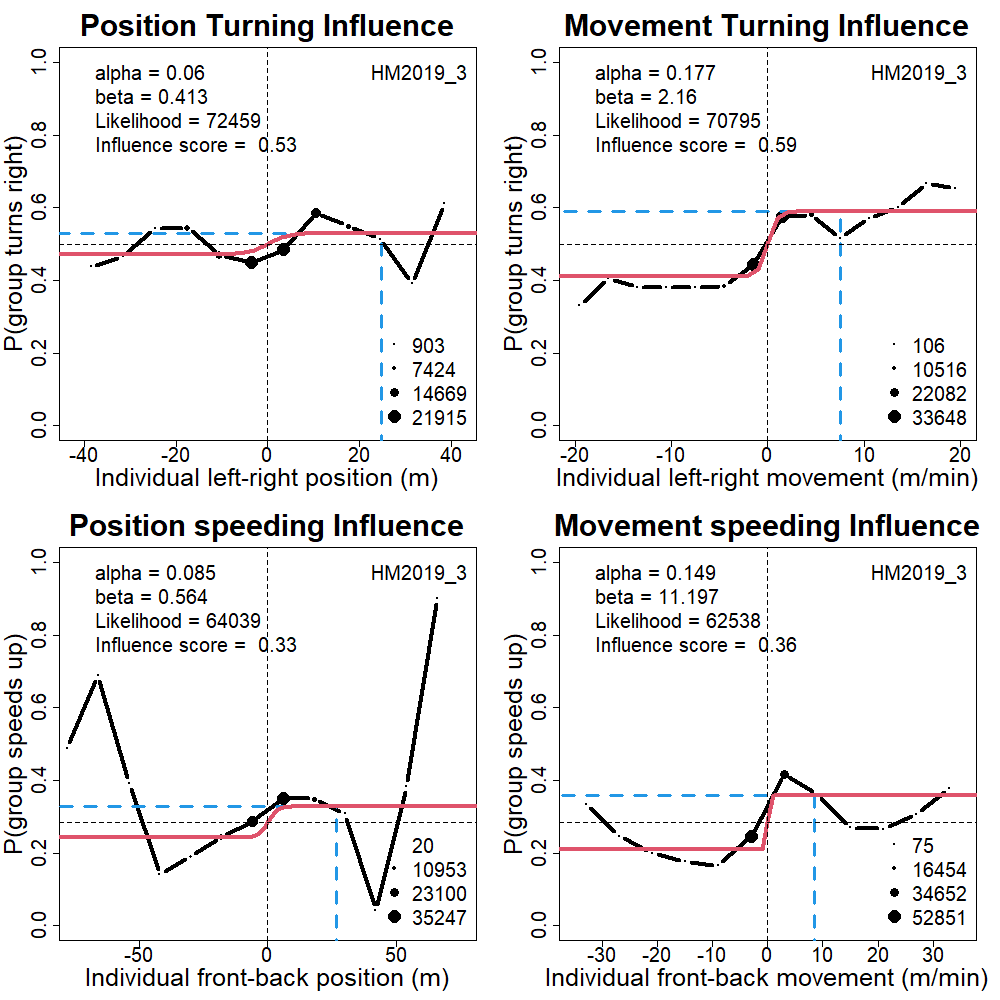 Position Turning Influence
P(group turns right)
1.0
0.8
0.6
0.4
0.2
0.0
alpha = 0.06
HM2019_3
beta = 0.413
Likelihood = 72459
Influence score = 0.53
903
7424
14669
21915
-40 -20 0 20 40
Individual left-right position (m)
Movement Turning Influence
P(group turns right)
1.0
0.8
0.6
0.4
0.2
0.0
alpha = 0.177
HM2019_3
beta = 2.16
Likelihood = 70795
Influence score = 0.59
106
10516
22082
33648
-20 -10 0 10 20
Individual left-right movement (m/min)
Position speeding Influence
P(group speeds up)
1.0
0.8
0.6
0.4
0.2
0.0
alpha = 0.085
HM2019_3
beta = 0.564
Likelihood = 64039
Influence score = 0.33
20
10953
23100
35247
-50 0 50
Individual front-back position (m)
Movement speeding Influence
P(group speeds up)
1.0
0.8
0.6
0.4
0.2
0.0
alpha = 0.149
HM2019_3
beta = 11.197
Likelihood = 62538
Influence score = 0.36
75
16454
34652
52851
-30 -20 -10 0 10 20 30
Individual front-back movement (m/min)